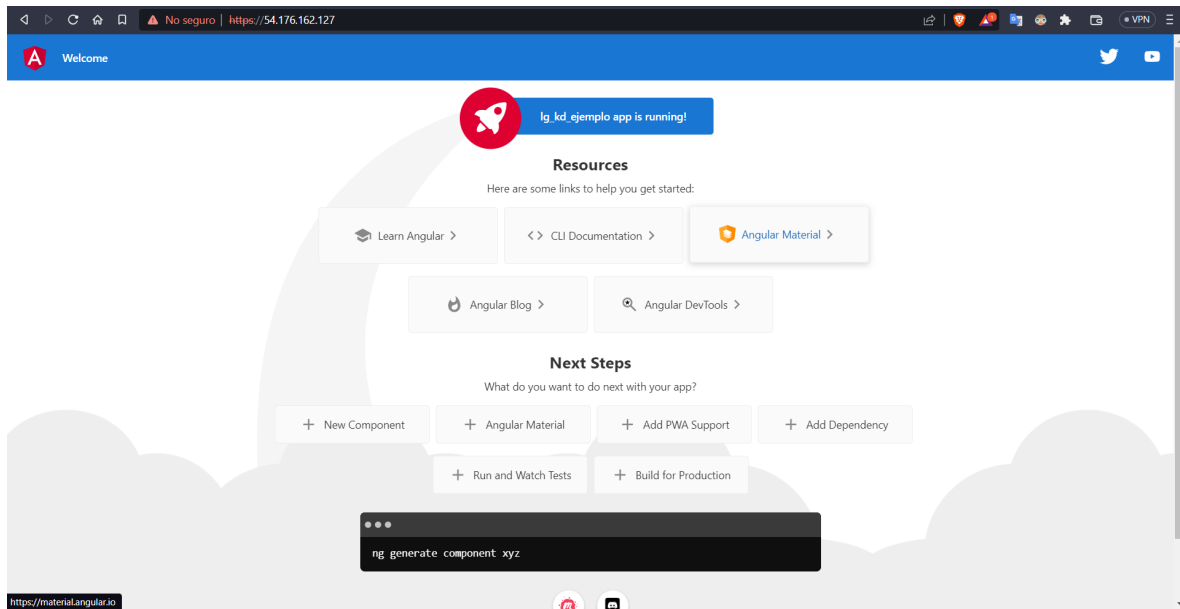 No seguro | https://54.176.162.127
VPN
Welcome
lg_kd_ejemplo app is running!
Resources
Here are some links to help you get started:
Learn Angular
CLI Documentation
Angular Material
Angular Blog
Angular DevTools
Next Steps
What do you want to do next with your app?
New Component
Angular Material
Add PWA Support
Add Dependency
Run and Watch Tests
Build for Production
ng generate component xyz
https://material.angular.io